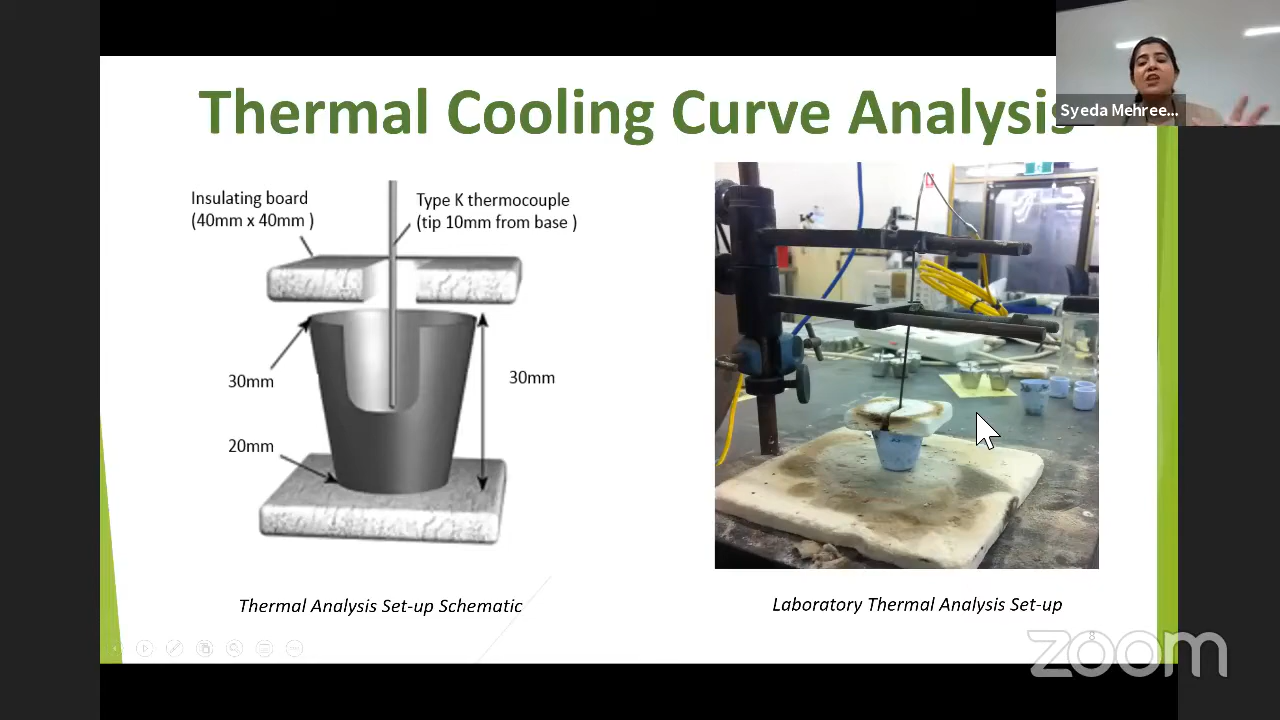 Thermal Cooling Curve Analysis
Syeda Mehree...
Insulating board
(40mm x 40mm )
Type K thermocouple
(tip 10mm from base )
30mm
30mm
20mm
Thermal Analysis Set-up Schematic
Laboratory Thermal Analysis Set-up
8
zoom